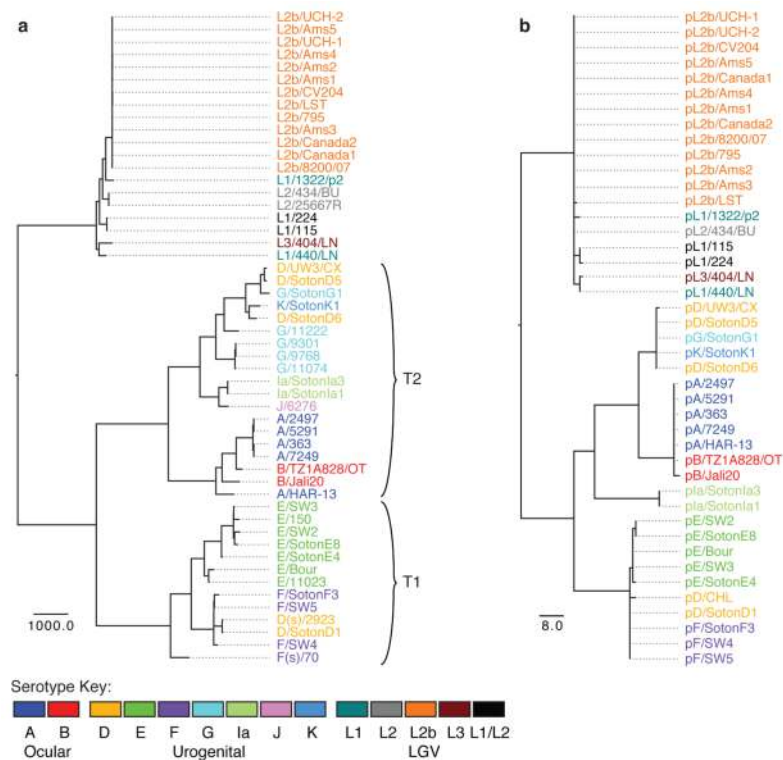 a
L2b/UCH-2
L2b/Ams5
L2b/UCH-1
L2b/Ams4
L2b/Ams2
L2b/Ams1
L2b/CV204
L2b/LST
L2b/795
L2b/Ams3
L2b/Canada2
L2b/Canada1
L2b/8200/07
L1/1322/p2
L2/434/BU
L2/25667R
L1/224
L1/115
L3/404/LN
L1/440/LN
D/UW3/CX
D/SotonD5
G/SotonG1
K/SotonK1
D/SotonD6
G/11222
G/9301
G/9768
G/11074
Ia/SotonIa3
Ia/SotonIa1
J/6276
A/2497
A/5291
A/363
A/7249
B/TZ1A828/OT
B/Jali20
A/HAR-13
E/SW3
E/150
E/SW2
E/SotonE8
E/SotonE4
E/Bour
E/11023
F/SotonF3
F/SW5
D(s)/2923
D/SotonD1
F/SW4
F(s)/70
T2
T1
1000.0
b
pL2b/UCH-1
pL2b/UCH-2
pL2b/CV204
pL2b/Ams5
pL2b/Canada1
pL2b/Ams4
pL2b/Ams1
pL2b/Canada2
pL2b/8200/07
pL2b/795
pL2b/Ams2
pL2b/Ams3
pL2b/LST
pL1/1322/p2
pL2/434/BU
pL1/115
pL1/224
pL3/404/LN
pL1/440/LN
pD/UW3/CX
pD/SotonD5
pG/SotonG1
pK/SotonK1
pD/SotonD6
pA/2497
pA/5291
pA/363
pA/7249
pA/HAR-13
pB/TZ1A828/OT
pB/Jali20
pIa/SotonIa3
pIa/SotonIa1
pE/SW2
pE/SotonE8
pE/Bour
pE/SW3
pE/SotonE4
pD/CHL
pD/SotonD1
pF/SotonF3
pF/SW4
pF/SW5
8.0
Serotype Key:
A B D E F G Ia J K L1 L2 L2b L3 L1/L2
Ocular Urogenital LGV